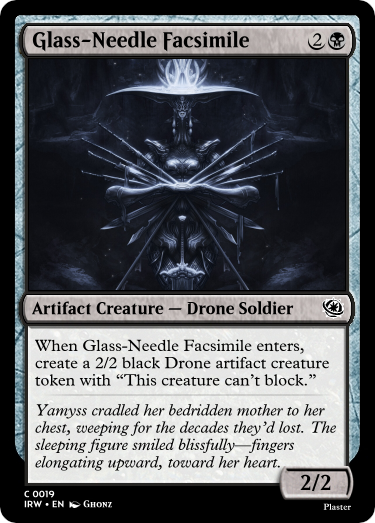 Glass-Needle Facsimile 2
Artifact Creature — Drone Soldier
When Glass-Needle Facsimile enters,
create a 2/2 black Drone artifact creature
token with “This creature can’t block.”
Yamyss cradled her bedridden mother to her
chest, weeping for the decades they’d lost. The
sleeping figure smiled blissfully—fingers
elongating upward, toward her heart.
2/2
C 0019
IRW • EN Ghonz
Plaster